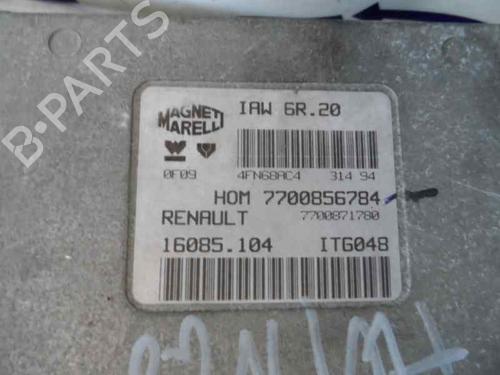 B-PARTS
MAGNETI MARELLI
IAW 6R.20
0F09 4FN68AC4 314 94
HOM 7700856784
RENAULT 7700871780
16085.104 ITG048